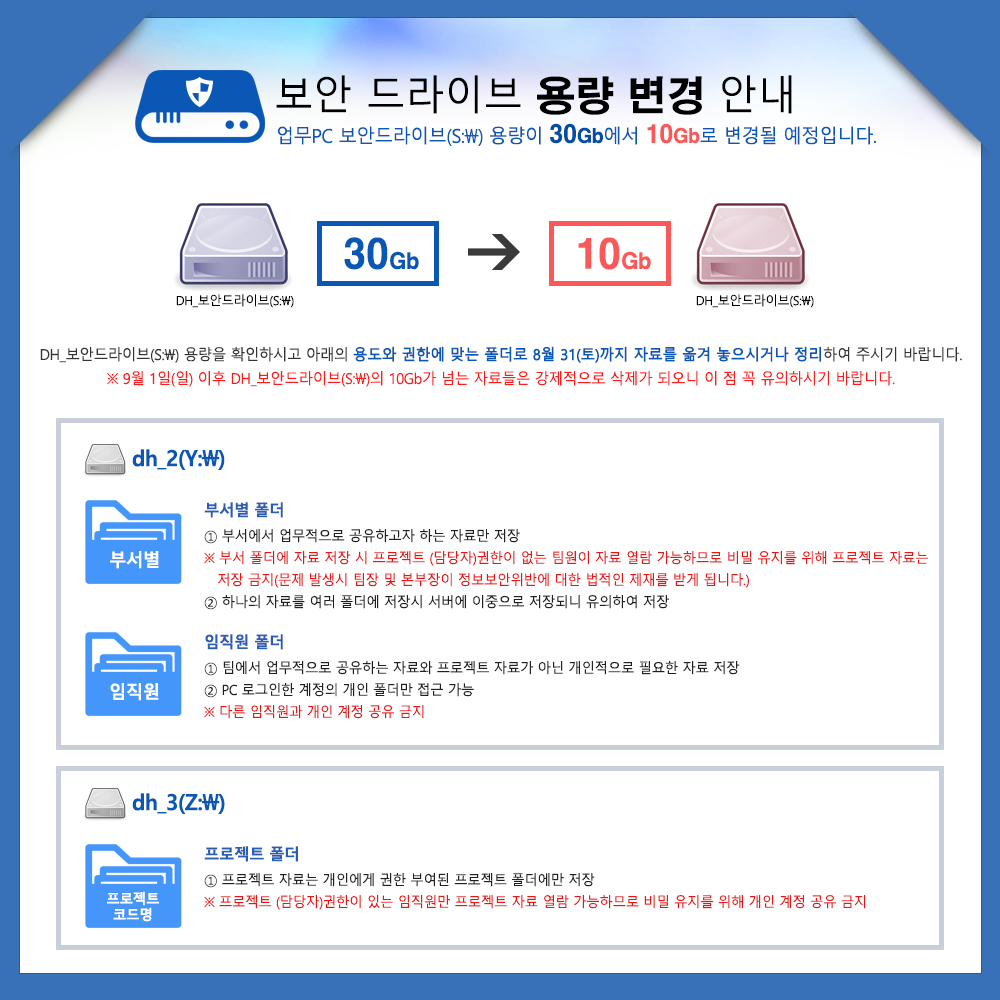 보안 드라이브 용량 변경 안내
업무PC 보안드라이브(S:₩) 용량이 30Gb에서 10Gb로 변경될 예정입니다.
30Gb
10Gb
DH_보안드라이브(S:₩)
DH_보안드라이브(S:₩)
DH_보안드라이브(S:₩) 용량을 확인하시고 아래의 용도와 권한에 맞는 폴더로 8월 31(토)까지 자료를 옮겨 놓으시거나 정리하여 주시기 바랍니다.
※ 9월 1일(일) 이후 DH_보안드라이브(S:₩)의 10Gb가 넘는 자료들은 강제적으로 삭제가 되오니 이 점 꼭 유의하시기 바랍니다.
dh_2(Y:₩)
부서별
부서별 폴더
① 부서에서 업무적으로 공유하고자 하는 자료만 저장
※ 부서 폴더에 자료 저장 시 프로젝트 (담당자)권한이 없는 팀원이 자료 열람 가능하므로 비밀 유지를 위해 프로젝트 자료는
저장 금지(문제 발생시 팀장 및 본부장이 정보보안위반에 대한 법적인 제재를 받게 됩니다.)
② 하나의 자료를 여러 폴더에 저장시 서버에 이중으로 저장되니 유의하여 저장
임직원
임직원 폴더
① 팀에서 업무적으로 공유하는 자료와 프로젝트 자료가 아닌 개인적으로 필요한 자료 저장
② PC 로그인한 계정의 개인 폴더만 접근 가능
※ 다른 임직원과 개인 계정 공유 금지
dh_3(Z:₩)
프로젝트
코드명
프로젝트 폴더
① 프로젝트 자료는 개인에게 권한 부여된 프로젝트 폴더에만 저장
※ 프로젝트 (담당자)권한이 있는 임직원만 프로젝트 자료 열람 가능하므로 비밀 유지를 위해 개인 계정 공유 금지